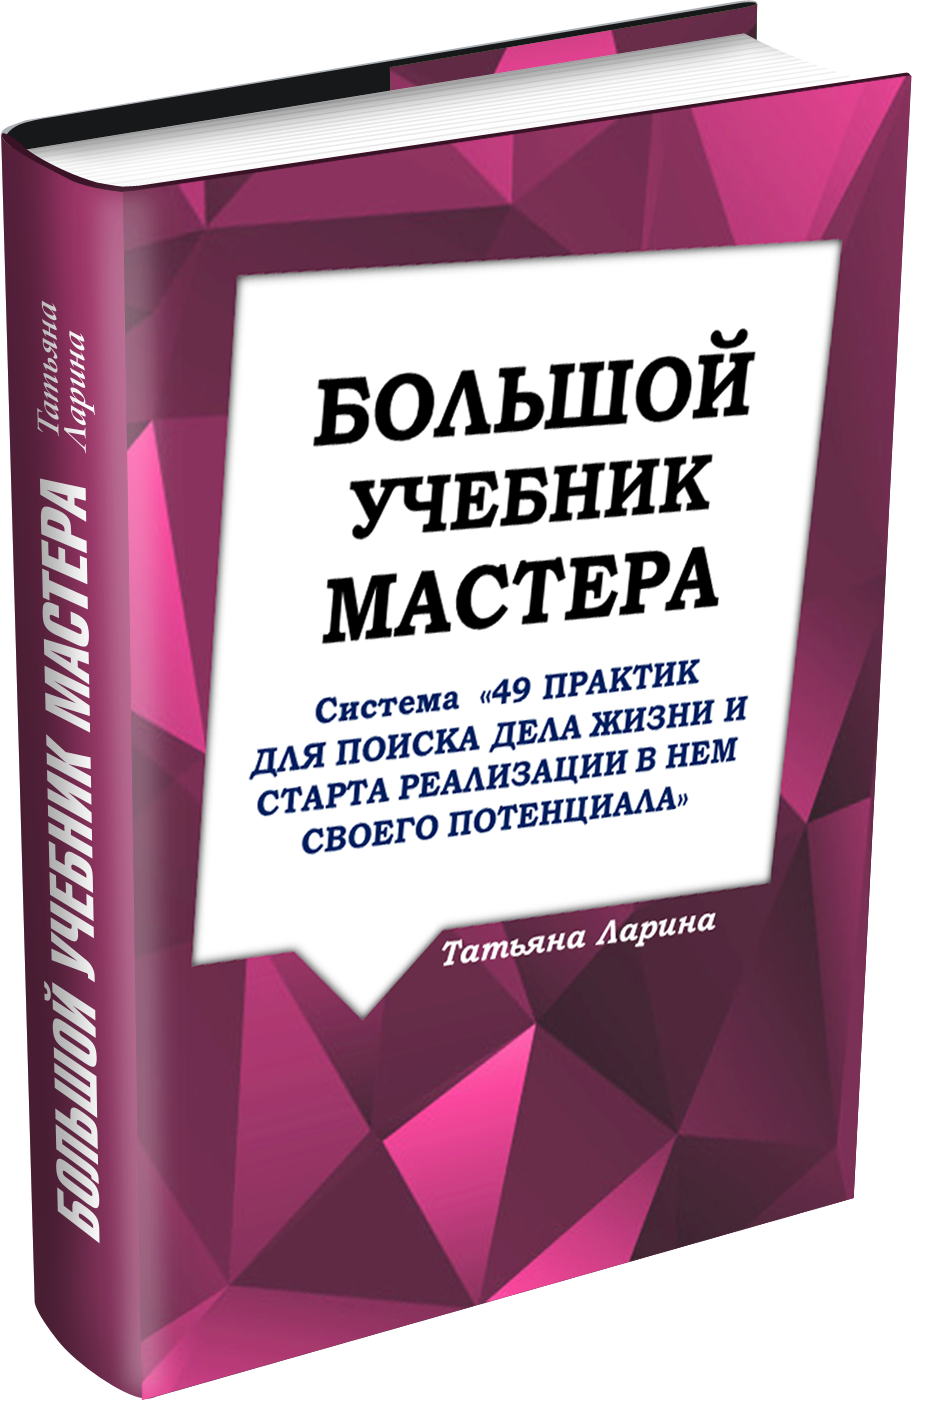 БОЛЬШОЙ
УЧЕБНИК
МАСТЕРА
Система «49 ПРАКТИК
ДЛЯ ПОИСКА ДЕЛА ЖИЗНИ И
СТАРТА РЕАЛИЗАЦИИ В НЕМ
СВОЕГО ПОТЕНЦИАЛА»
Татьяна Ларина
БОЛЬШОЙ УЧЕБНИК МАСТЕРА
Татьяна
Ларина